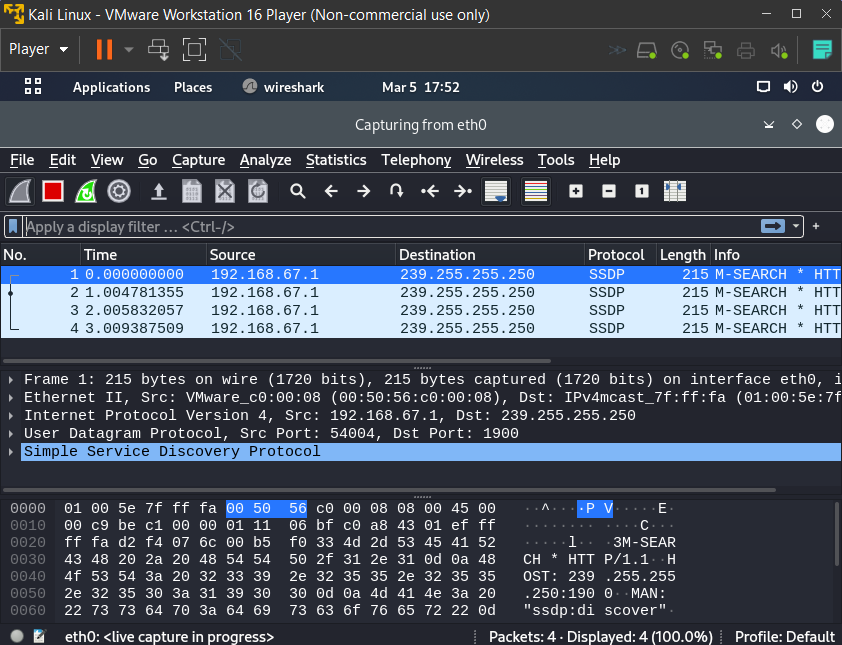 Kali Linux - VMware Workstation 16 Player (Non-commercial use only)
Player
Applications Places wireshark Mar 5 17:52
Capturing from eth0
File Edit View Go Capture Analyze Statistics Telephony Wireless Tools Help
1
Apply a display filter … <Ctrl-/> +
No. Time Source Destination Protocol Length Info
1 0.000000000 192.168.67.1 239.255.255.250 SSDP 215 M-SEARCH * HTT
2 1.004781355 192.168.67.1 239.255.255.250 SSDP 215 M-SEARCH * HTT
3 2.005832057 192.168.67.1 239.255.255.250 SSDP 215 M-SEARCH * HTT
4 3.009387509 192.168.67.1 239.255.255.250 SSDP 215 M-SEARCH * HTT
Frame 1: 215 bytes on wire (1720 bits), 215 bytes captured (1720 bits) on interface eth0, i
Ethernet II, Src: VMware_c0:00:08 (00:50:56:c0:00:08), Dst: IPv4mcast_7f:ff:fa (01:00:5e:7f
Internet Protocol Version 4, Src: 192.168.67.1, Dst: 239.255.255.250
User Datagram Protocol, Src Port: 54004, Dst Port: 1900
Simple Service Discovery Protocol
0000 01 00 5e 7f ff fa 00 50 56 c0 00 08 08 00 45 00 ··^····P V·····E·
0010 00 c9 be c1 00 00 01 11 06 bf c0 a8 43 01 ef ff ········ ····C···
0020 ff fa d2 f4 07 6c 00 b5 f0 33 4d 2d 53 45 41 52 ·····l·· ·3M-SEAR
0030 43 48 20 2a 20 48 54 54 50 2f 31 2e 31 0d 0a 48 CH * HTT P/1.1··H
0040 4f 53 54 3a 20 32 33 39 2e 32 35 35 2e 32 35 35 OST: 239 .255.255
0050 2e 32 35 30 3a 31 39 30 30 0d 0a 4d 41 4e 3a 20 .250:190 0··MAN:
0060 22 73 73 64 70 3a 64 69 73 63 6f 76 65 72 22 0d "ssdp:di scover"·
eth0: <live capture in progress> Packets: 4 · Displayed: 4 (100.0%) Profile: Default